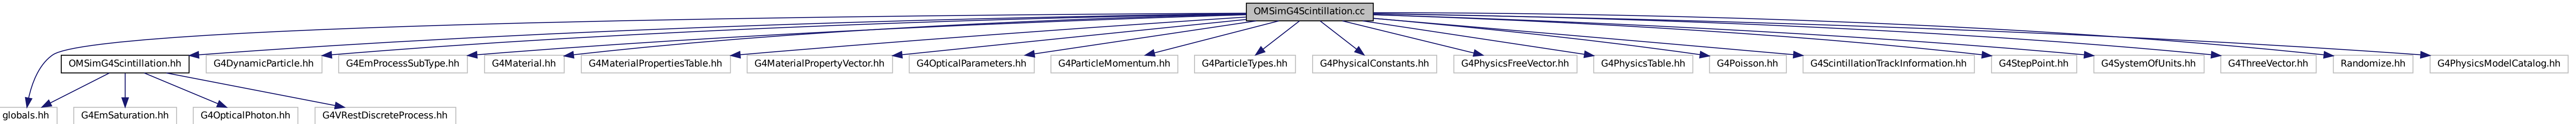 OMSimG4Scintillation.cc
OMSimG4Scintillation.hh
G4DynamicParticle.hh
G4EmProcessSubType.hh
G4Material.hh
G4MaterialPropertiesTable.hh
G4MaterialPropertyVector.hh
G4OpticalParameters.hh
G4ParticleMomentum.hh
G4ParticleTypes.hh
G4PhysicalConstants.hh
G4PhysicsFreeVector.hh
G4PhysicsTable.hh
G4Poisson.hh
G4ScintillationTrackInformation.hh
G4StepPoint.hh
G4SystemOfUnits.hh
G4ThreeVector.hh
Randomize.hh
G4PhysicsModelCatalog.hh
globals.hh
G4EmSaturation.hh
G4OpticalPhoton.hh
G4VRestDiscreteProcess.hh